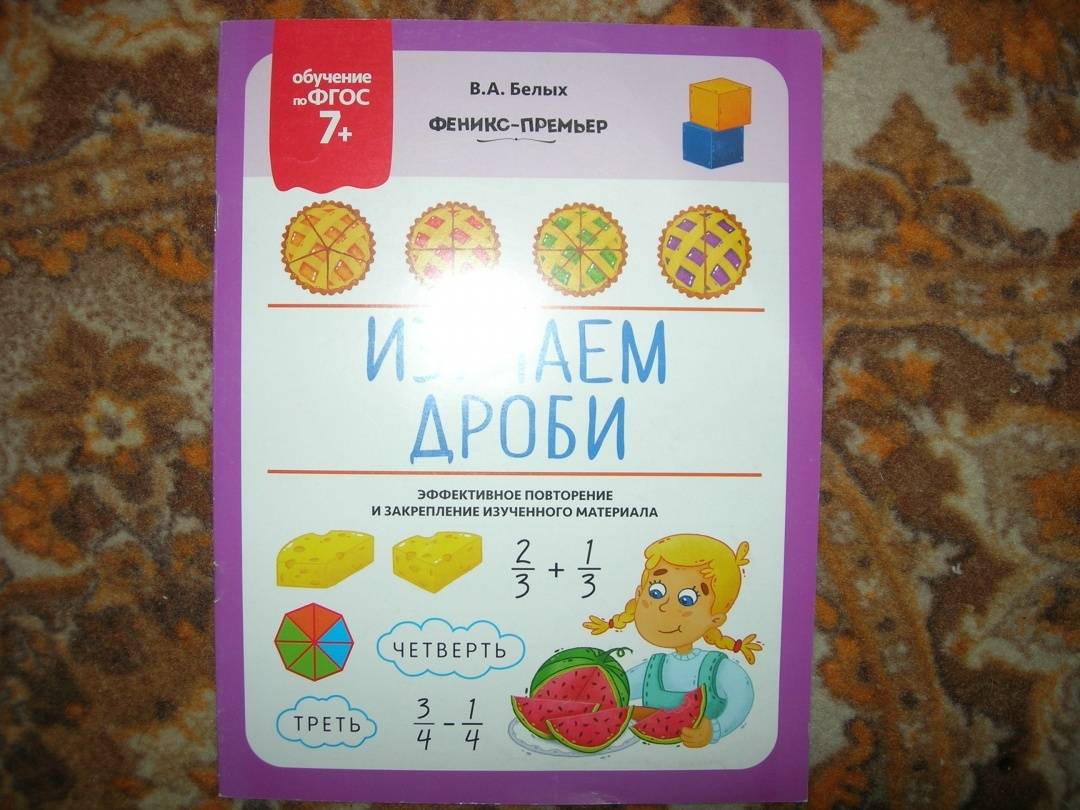 обучение
по ФГОС
7+
В.А. Белых
ФЕНИКС-ПРЕМЬЕР
ИЗУЧАЕМ
ДРОБИ
ЭФФЕКТИВНОЕ ПОВТОРЕНИЕ
И ЗАКРЕПЛЕНИЕ ИЗУЧЕННОГО МАТЕРИАЛА
2/3 + 1/3
ЧЕТВЕРТЬ
ТРЕТЬ
3/4 - 1/4